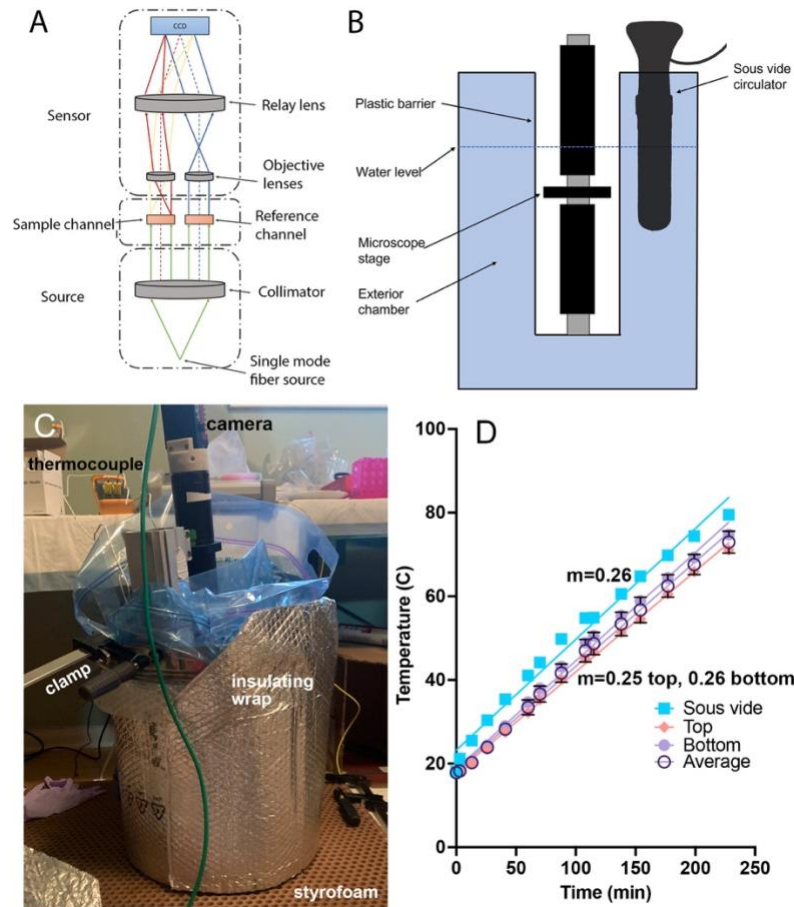 A
CCD
Sensor
Relay lens
Objective
lenses
Sample channel
Reference
channel
Source
Collimator
Single mode
fiber source
B
Plastic barrier
Water level
Microscope
stage
Exterior
chamber
Sous vide
circulator
C
camera
thermocouple
clamp
insulating
wrap
styrofoam
D
Temperature (C)
100
80
60
40
20
0
m=0.26
m=0.25 top, 0.26 bottom
Sous vide
Top
Bottom
Average
0 50 100 150 200 250
Time (min)